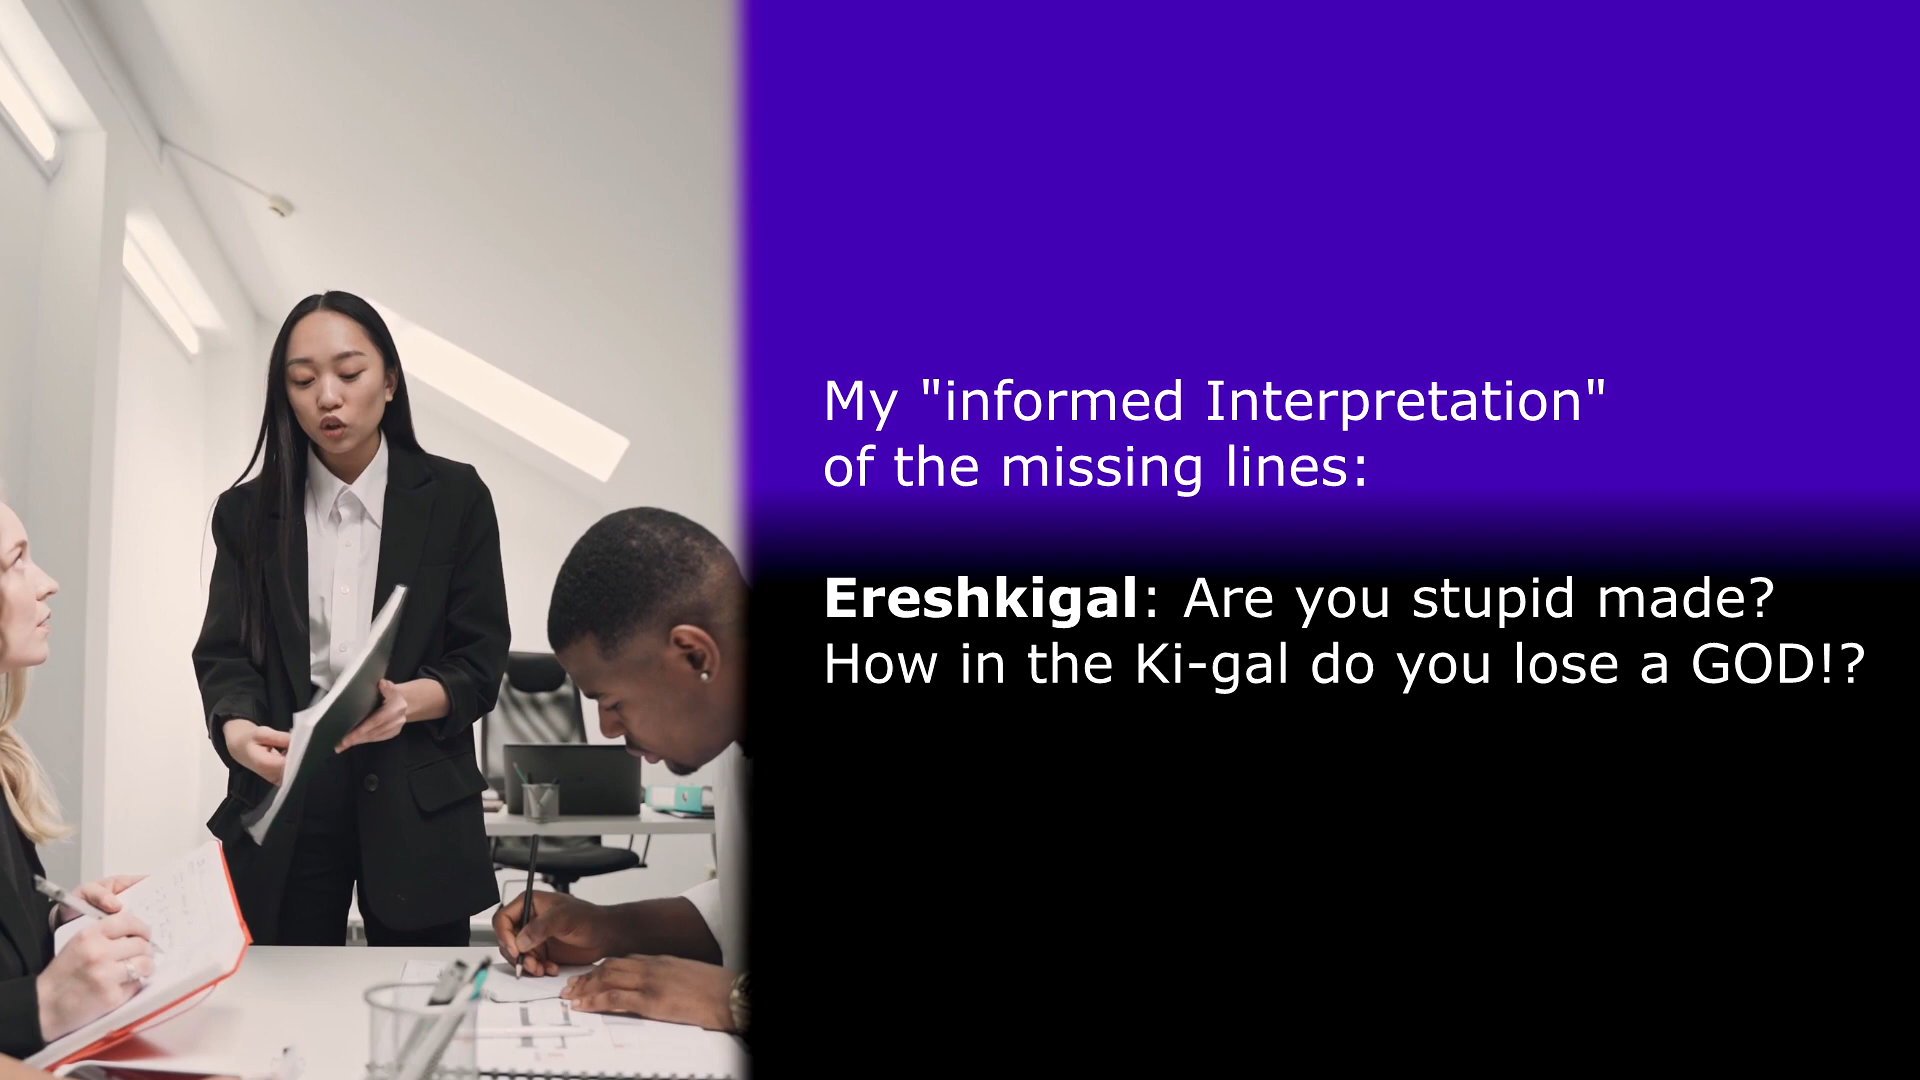 My "informed Interpretation"
of the missing lines:
Ereshkigal: Are you stupid made?
How in the Ki-gal do you lose a GOD!?